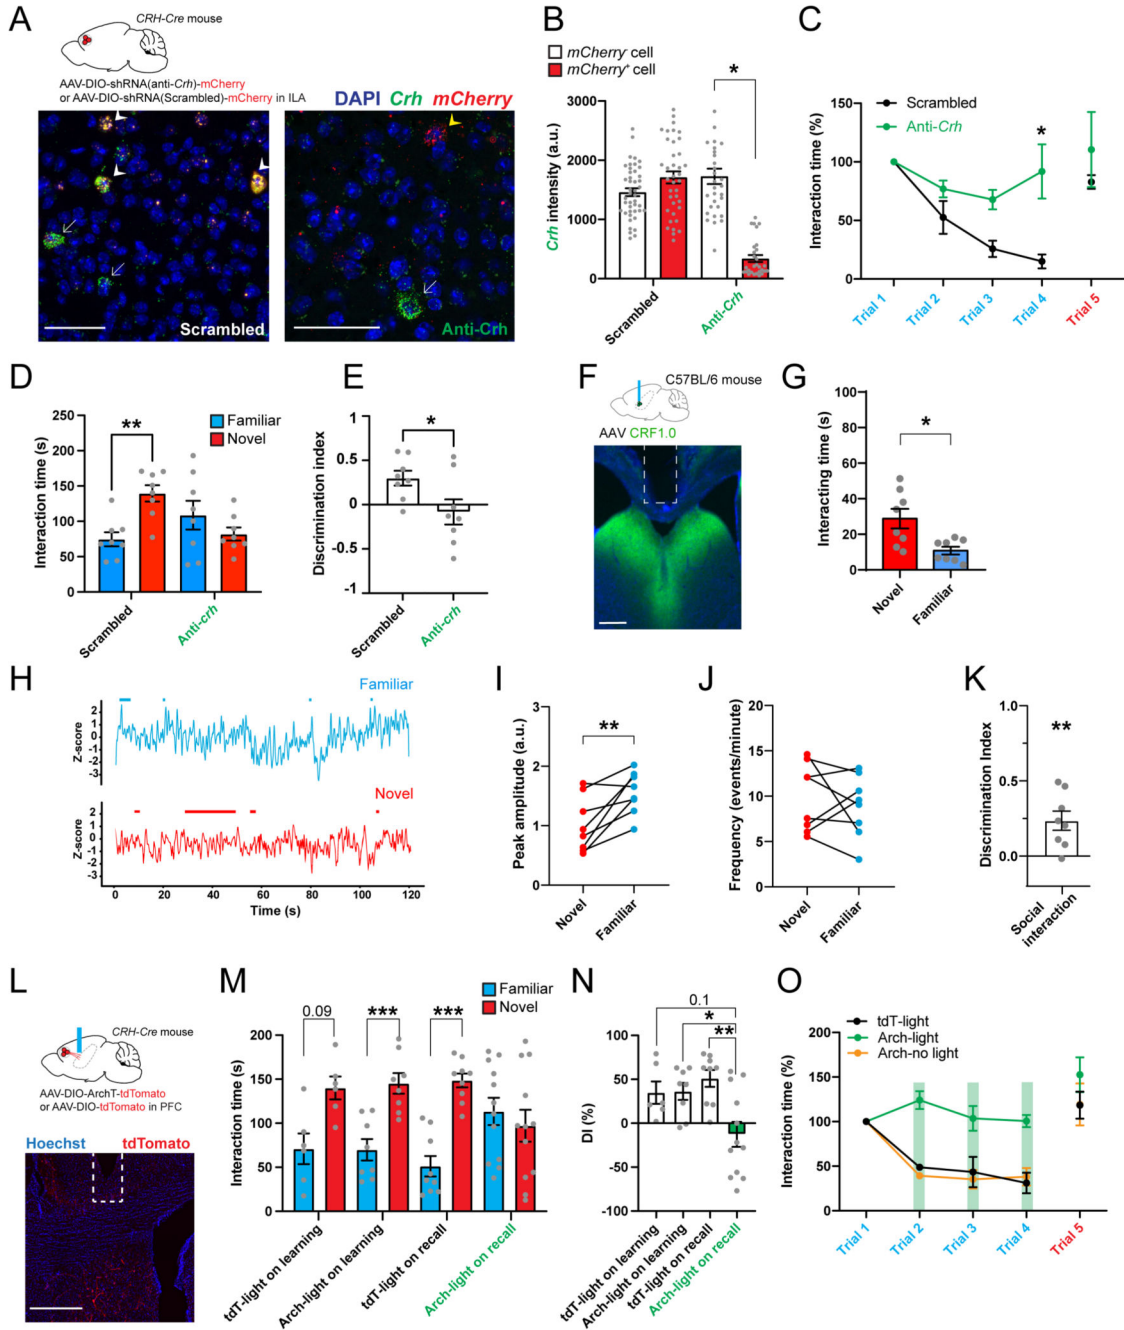 A
CRH-Cre mouse
AAV-DIO-shRNA(anti-Crh)-mCherry
or AAV-DIO-shRNA(Scrambled)-mCherry in ILA
DAPI Crh mCherry
Scrambled
Anti-Crh
B
mCherry- cell
mCherry+ cell
*
3000
2000
1000
0
Crh intensity (a.u.)
Scrambled
Anti-Crh
C
Scrambled
Anti-Crh
*
150
100
50
0
Interaction time (%)
Trial 1
Trial 2
Trial 3
Trial 4
Trial 5
D
Familiar
Novel
**
250
200
150
100
50
0
Interaction time (s)
Scrambled
Anti-crh
E
*
1
0.5
0
-0.5
-1
Discrimination index
Scrambled
Anti-crh
F
C57BL/6 mouse
AAV CRF1.0
G
*
100
80
60
40
20
0
Interacting time (s)
Novel
Familiar
H
Familiar
Z-score
2
1
0
-1
-2
-3
Novel
Z-score
2
1
0
-1
-2
-3
0
20
40
60
80
100
120
Time (s)
I
**
3
2
1
0
Peak amplitude (a.u.)
Novel
Familiar
J
20
15
10
5
0
Frequency (events/minute)
Novel
Familiar
K
**
1.0
0.5
0.0
Discrimination Index
Social
interaction
L
CRH-Cre mouse
AAV-DIO-ArchT-tdTomato
or AAV-DIO-tdTomato in PFC
Hoechst tdTomato
M
Familiar
Novel
0.09
***
***
200
150
100
50
0
Interaction time (s)
tdT-light on learning
Arch-light on learning
tdT-light on recall
Arch-light on recall
N
0.1
*
**
100
50
0
-50
-100
DI (%)
tdT-light on learning
Arch-light on learning
tdT-light on recall
Arch-light on recall
O
tdT-light
Arch-light
Arch-no light
200
150
100
50
0
Interaction time (%)
Trial 1
Trial 2
Trial 3
Trial 4
Trial 5